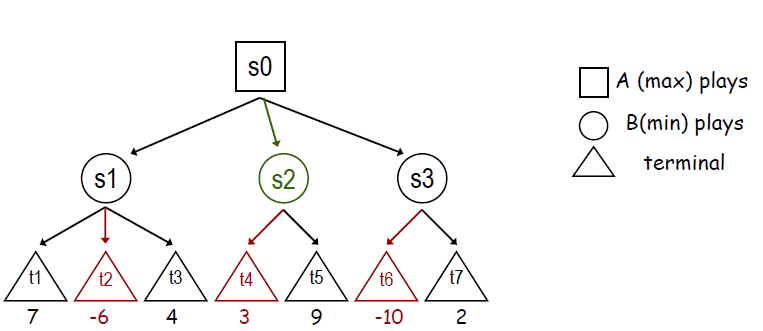 s0
A (max) plays
B(min) plays
terminal
s1 s2 s3
t1 t2 t3 t4 t5 t6 t7
7 -6 4 3 9 -10 2